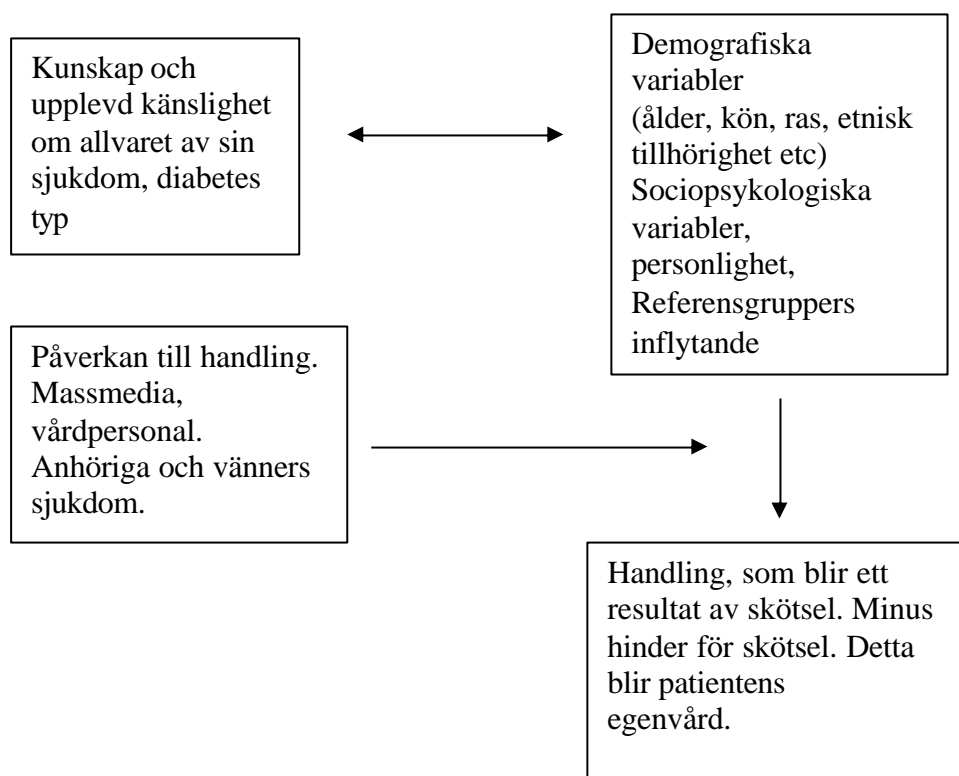 Kunskap och
upplevd känslighet
om allvaret av sin
sjukdom, diabetes
typ
Demografiska
variabler
(ålder, kön, ras, etnisk
tillhörighet etc)
Sociopsykologiska
variabler,
personlighet,
Referensgruppers
inflytande
Påverkan till handling.
Massmedia,
vårdpersonal.
Anhöriga och vänners
sjukdom.
Handling, som blir ett
resultat av skötsel. Minus
hinder för skötsel. Detta
blir patientens
egenvård.